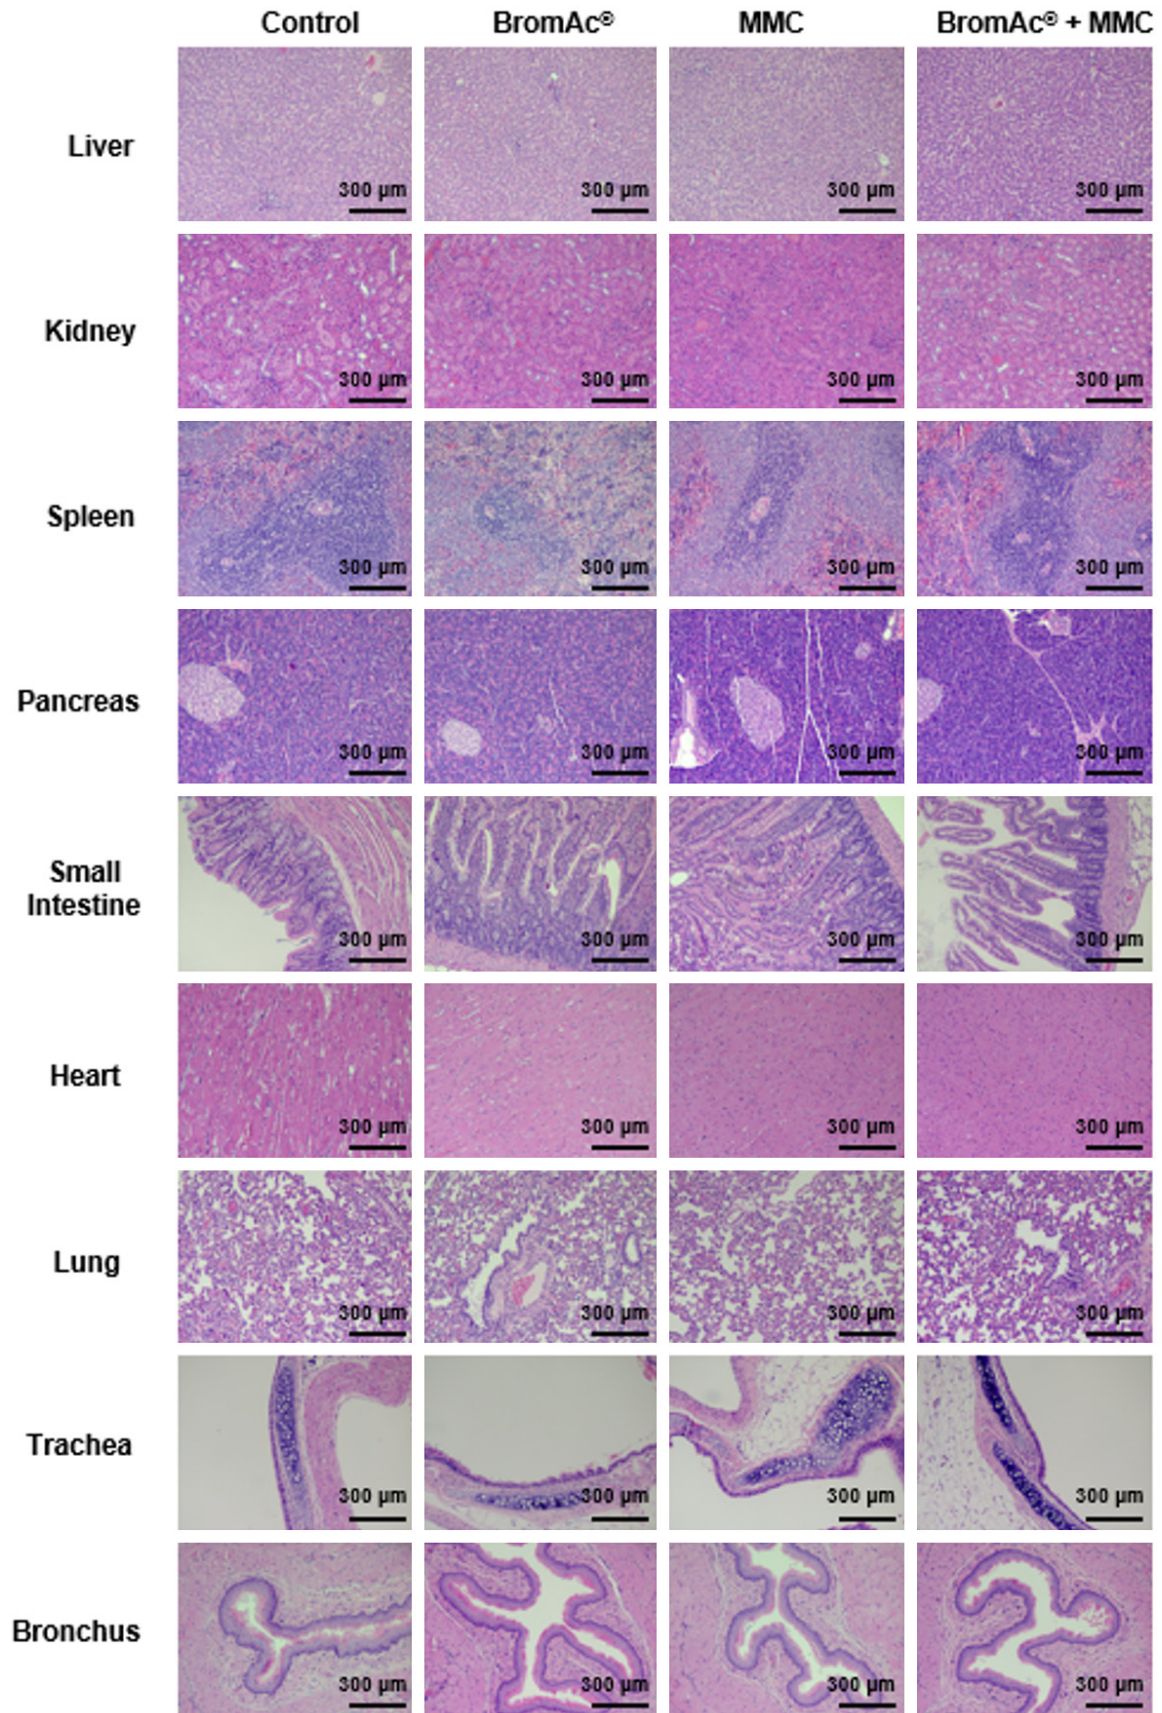 Control BromAc® MMC BromAc® + MMC
Liver 300 µm 300 µm 300 µm 300 µm
Kidney 300 µm 300 µm 300 µm 300 µm
Spleen 300 µm 300 µm 300 µm 300 µm
Pancreas 300 µm 300 µm 300 µm 300 µm
Small
Intestine 300 µm 300 µm 300 µm 300 µm
Heart 300 µm 300 µm 300 µm 300 µm
Lung 300 µm 300 µm 300 µm 300 µm
Trachea 300 µm 300 µm 300 µm 300 µm
Bronchus 300 µm 300 µm 300 µm 300 µm